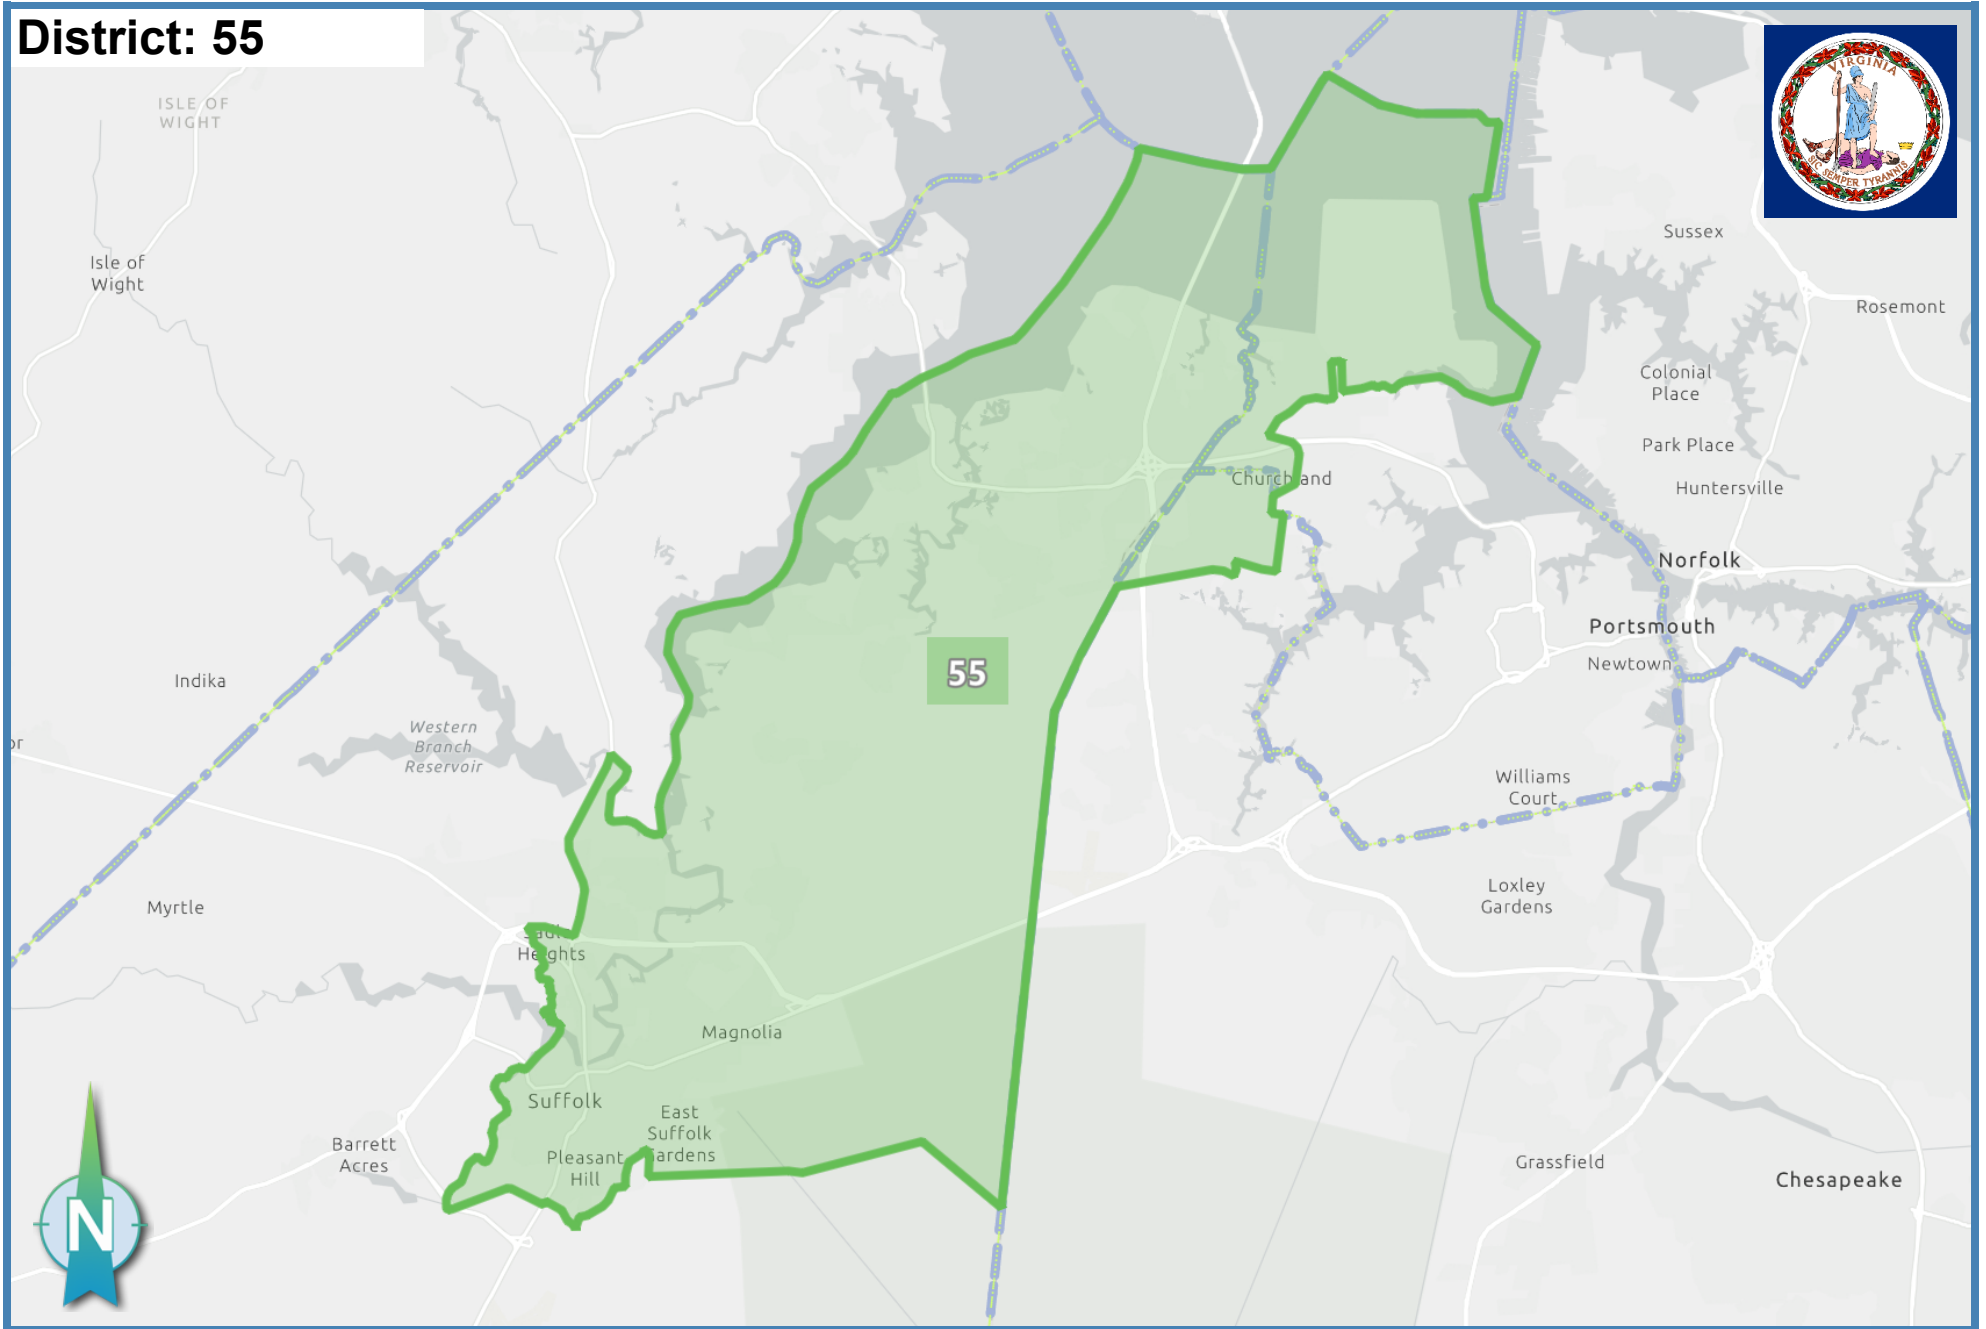 District: 55
VIRGINIA
SIC SEMPER TYRANNIS
ISLE OF
WIGHT
Sussex
Isle of
Wight
Rosemont
Colonial
Place
Park Place
Churchland
Huntersville
Norfolk
Portsmouth
Newtown
55
Indika
Western
Branch
Reservoir
Williams
Court
Loxley
Gardens
Myrtle
Heights
Magnolia
Suffolk
East
Suffolk
Gardens
Barrett
Acres
Pleasant
Hill
Grassfield
Chesapeake
N